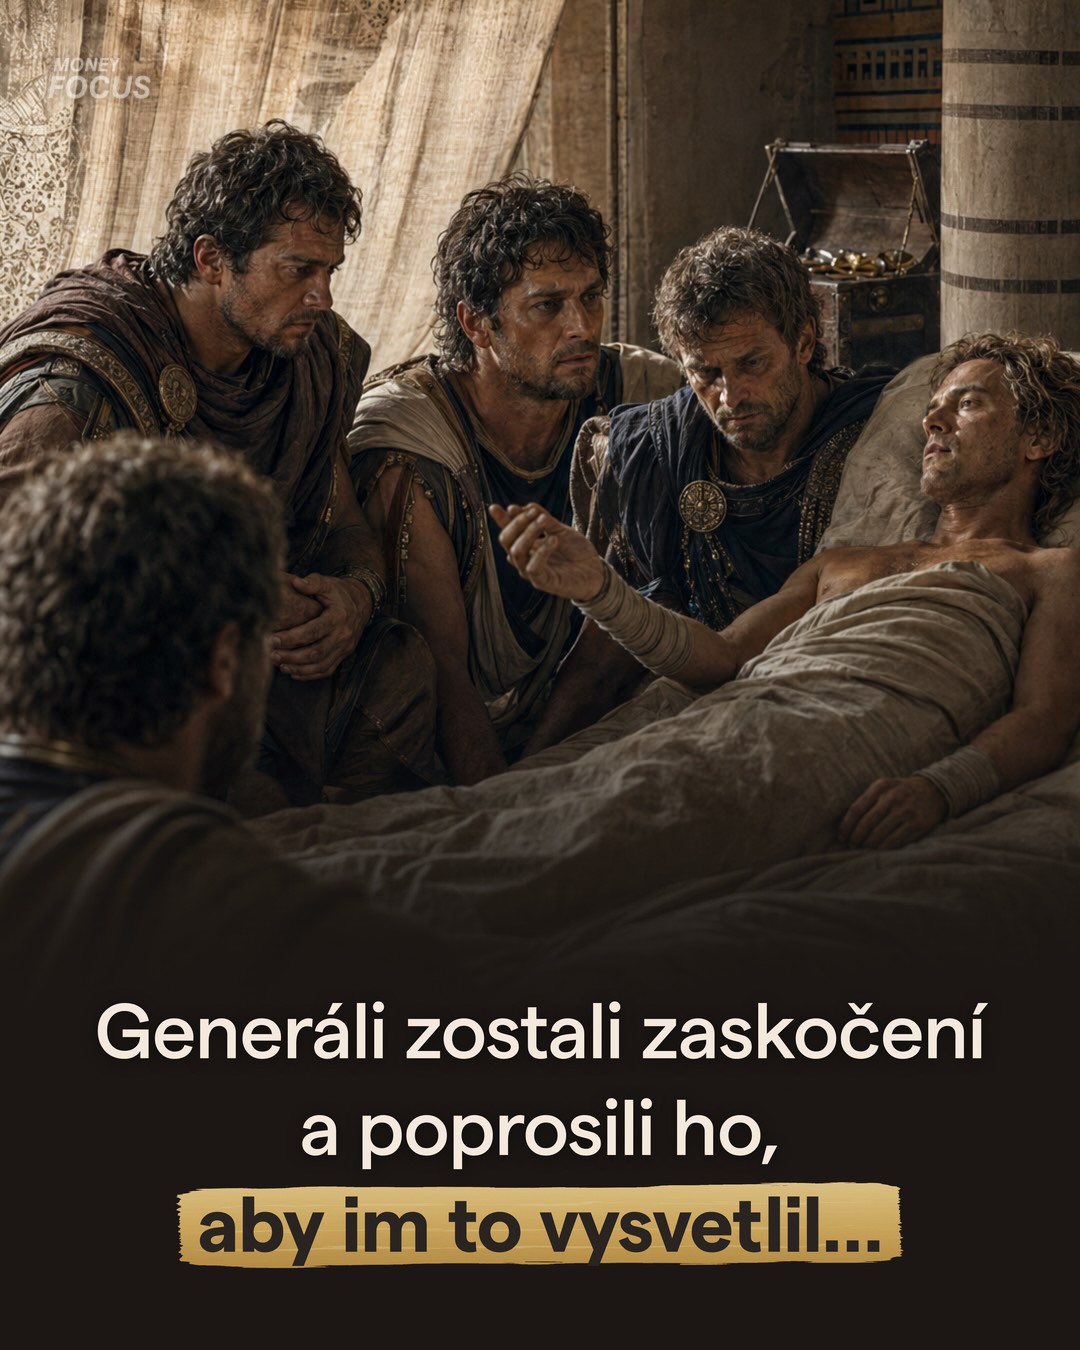 MONEY
FOCUS
Generáli zostali zaskočení
a poprosili ho,
aby im to vysvetlil...